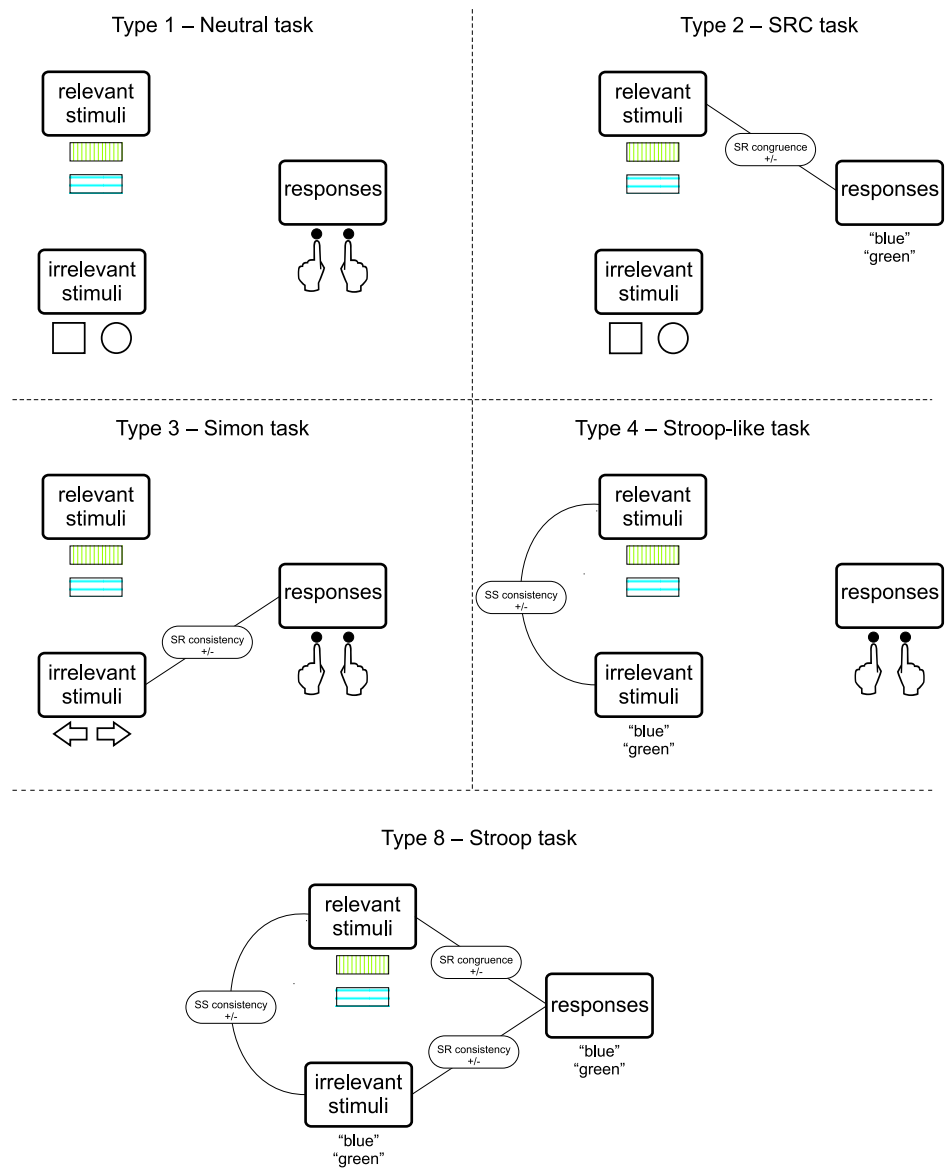 Type 1 – Neutral task
relevant
stimuli
responses
irrelevant
stimuli
Type 2 – SRC task
relevant
stimuli
SR congruence
+/-
responses
“blue”
“green”
irrelevant
stimuli
Type 3 – Simon task
relevant
stimuli
responses
SR consistency
+/-
irrelevant
stimuli
Type 4 – Stroop-like task
relevant
stimuli
SS consistency
+/-
responses
irrelevant
stimuli
“blue”
“green”
Type 8 – Stroop task
relevant
stimuli
SR congruence
+/-
SS consistency
+/-
responses
“blue”
“green”
SR consistency
+/-
irrelevant
stimuli
“blue”
“green”